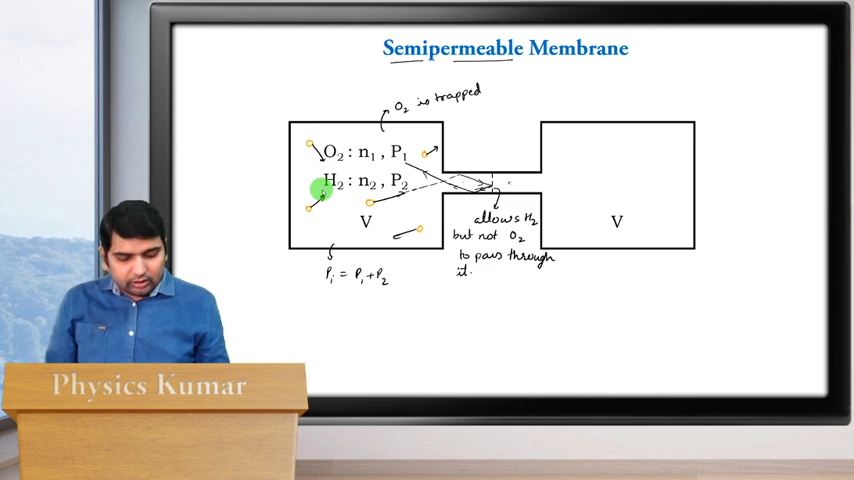 Semipermeable Membrane
O₂ is trapped
O₂ : n₁ , P₁
H₂ : n₂ , P₂
V
allows H₂
but not O₂
to pass through
it.
V
Pᵢ = P₁ + P₂
Physics Kumar